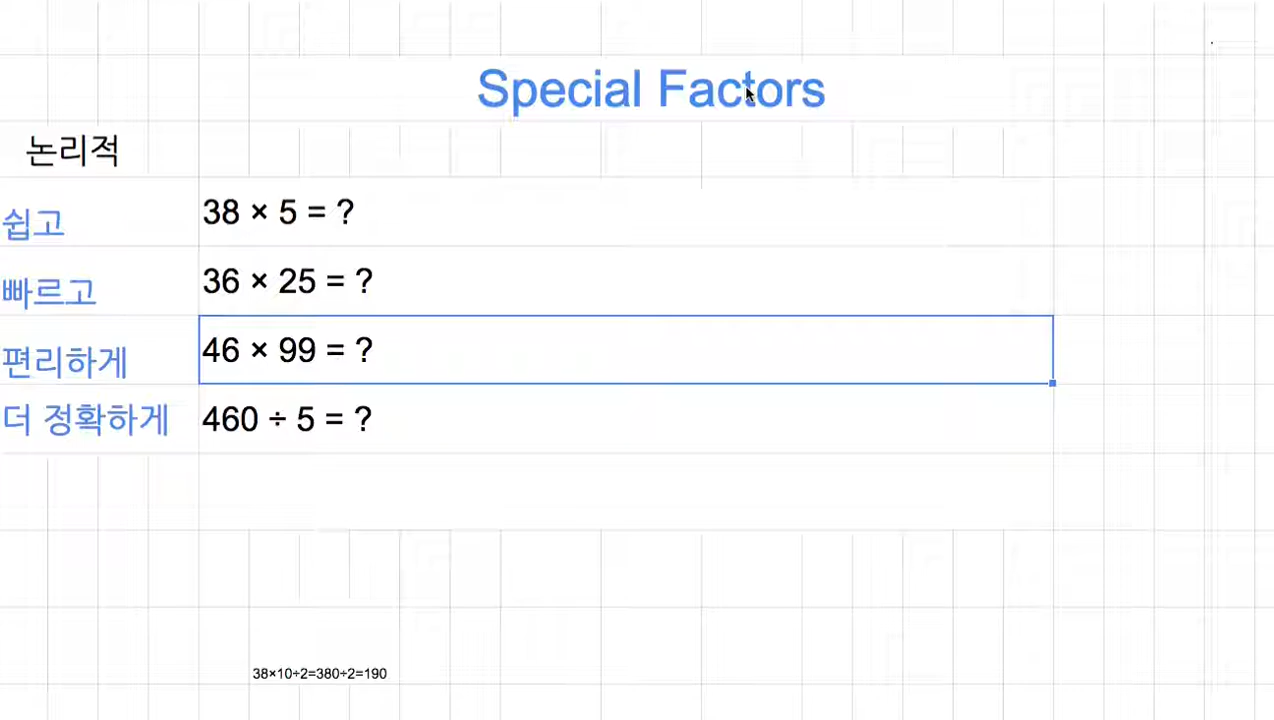 Special Factors
논리적
쉽고 38 × 5 = ?
빠르고 36 × 25 = ?
편리하게 46 × 99 = ?
더 정확하게 460 ÷ 5 = ?
38×10÷2=380÷2=190